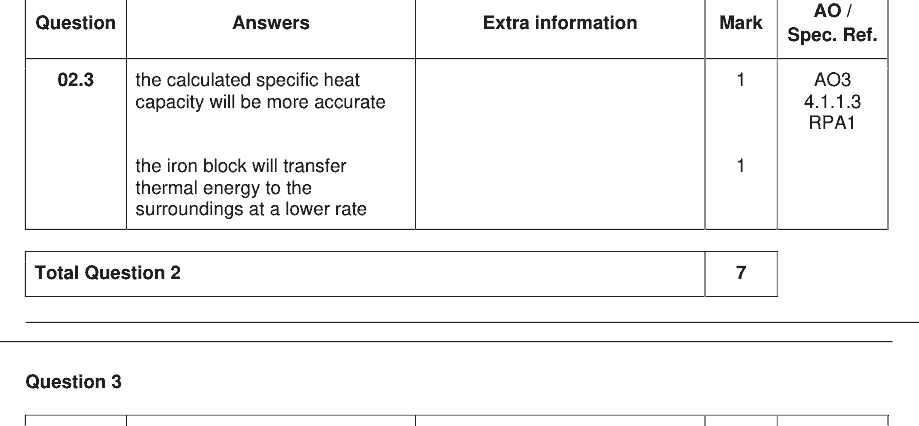 Question Answers Extra information Mark AO /
Spec. Ref.
02.3 the calculated specific heat 1 AO3
capacity will be more accurate 4.1.1.3
RPA1
the iron block will transfer 1
thermal energy to the
surroundings at a lower rate
Total Question 2 7
Question 3